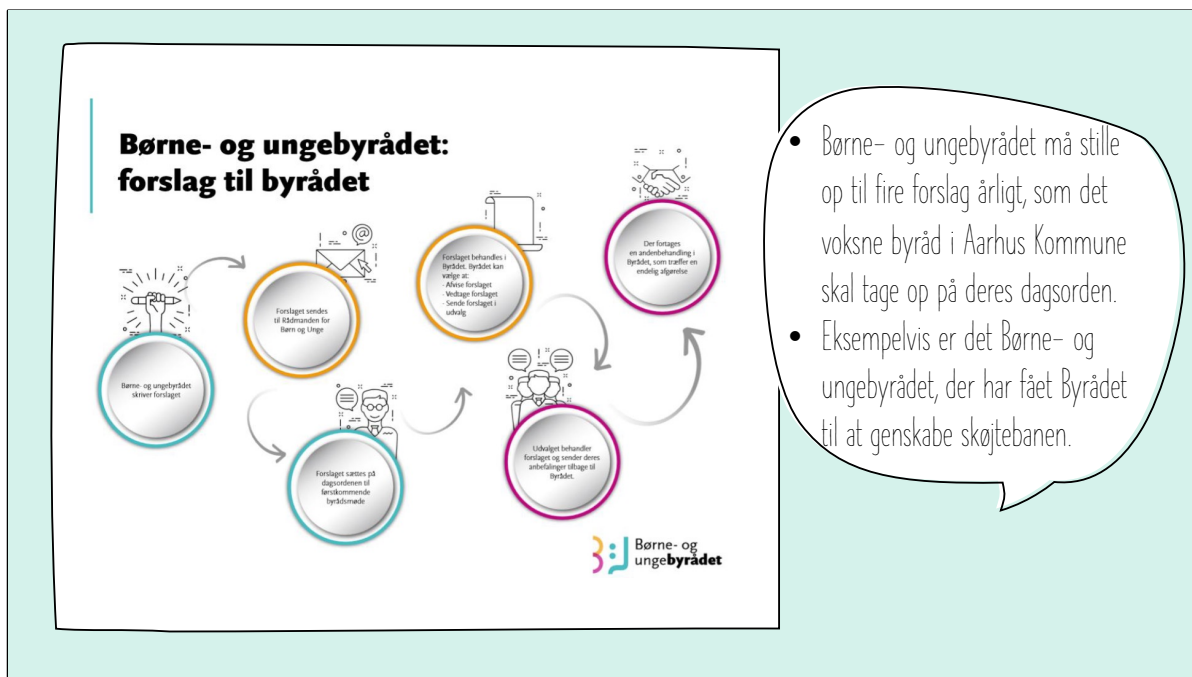 Børne- og ungebyrådet:
forslag til byrådet
Børne- og ungebyrådet
skriver forslaget
@
Forslaget sendes
til Rådmanden for
Børn og Unge
Forslaget sættes på
dagsordenen til
førstkommende
byrådsmøde
Forslaget behandles i
Byrådet. Byrådet kan
vælge at:
- Afvise forslaget
- Vedtage forslaget
- Sende forslaget i
udvalg
Udvalget behandler
forslaget og sender deres
anbefalinger tilbage til
Byrådet.
Der fortages
en andenbehandling i
Byrådet, som træffer en
endelig afgørelse
Børne- og
ungebyrådet
• Børne- og ungebyrådet må stille
op til fire forslag årligt, som det
voksne byråd i Aarhus Kommune
skal tage op på deres dagsorden.
• Eksempelvis er det Børne- og
ungebyrådet, der har fået Byrådet
til at genskabe skøjtebanen.